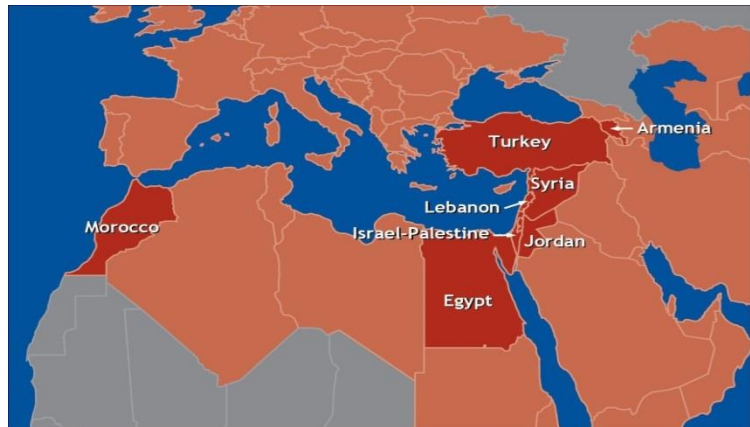 Armenia
Turkey
Syria
Lebanon
Morocco
Israel-Palestine
Jordan
Egypt